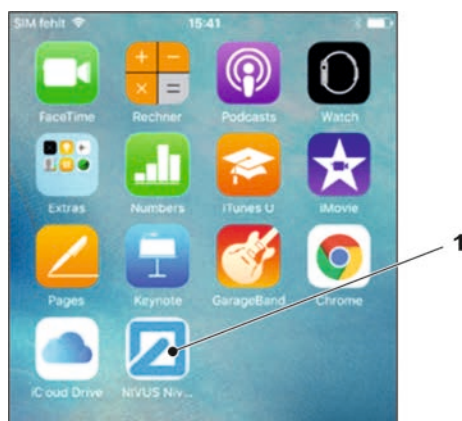 SIM fehlt 15:41
FaceTime Rechner Podcasts Watch
Extras Numbers iTunes U iMovie
1
Pages Keynote GarageBand Chrome
iCloud Drive NIVUS Niv...